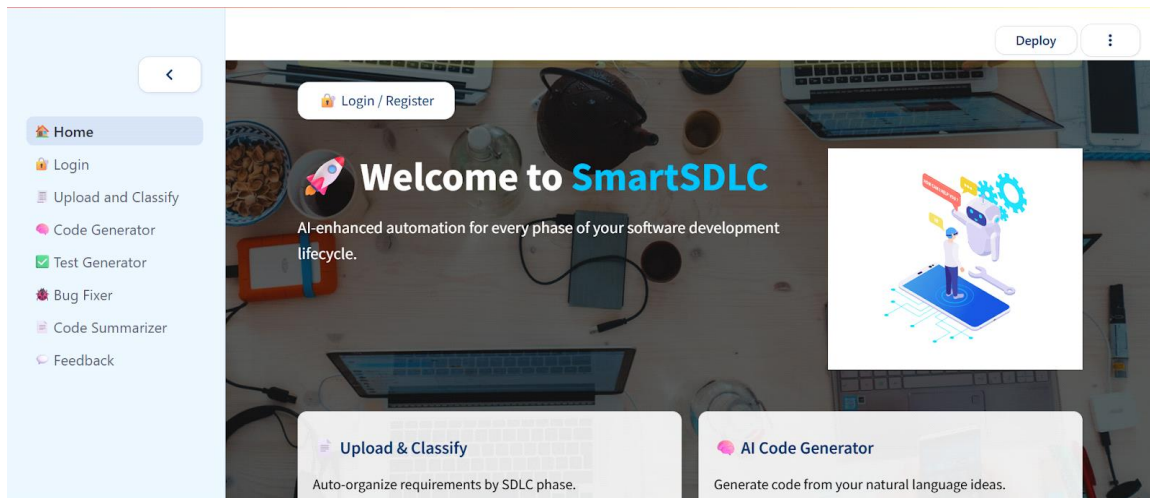 Deploy
Home
Login
Upload and Classify
Code Generator
Test Generator
Bug Fixer
Code Summarizer
Feedback
Login / Register
Welcome to SmartSDLC
AI-enhanced automation for every phase of your software development
lifecycle.
Upload & Classify
Auto-organize requirements by SDLC phase.
AI Code Generator
Generate code from your natural language ideas.